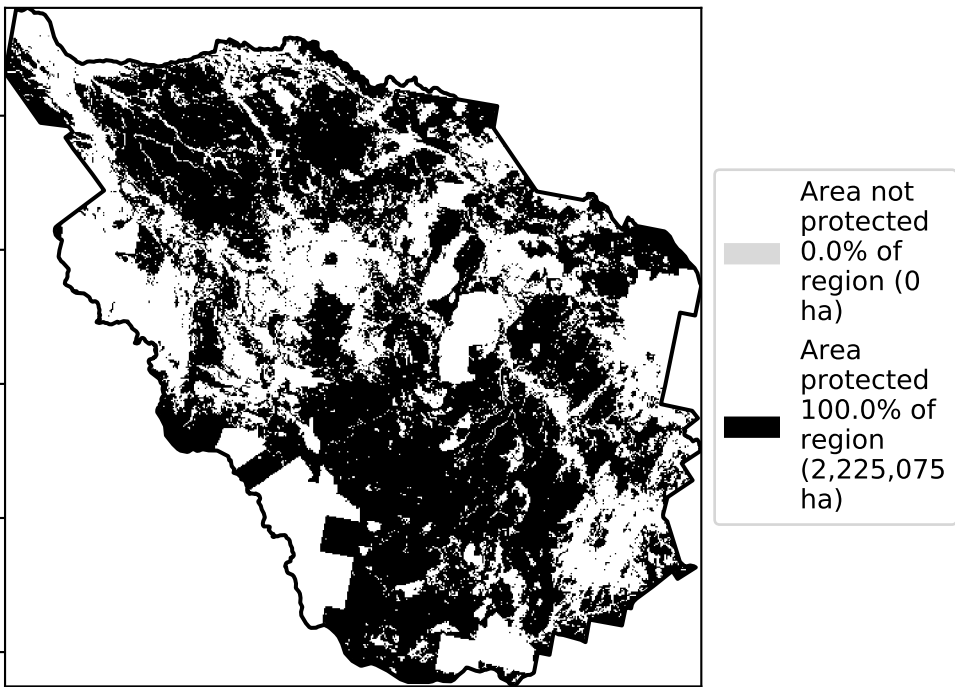 Area not
protected
0.0% of
region (0
ha)
Area
protected
100.0% of
region
(2,225,075
ha)